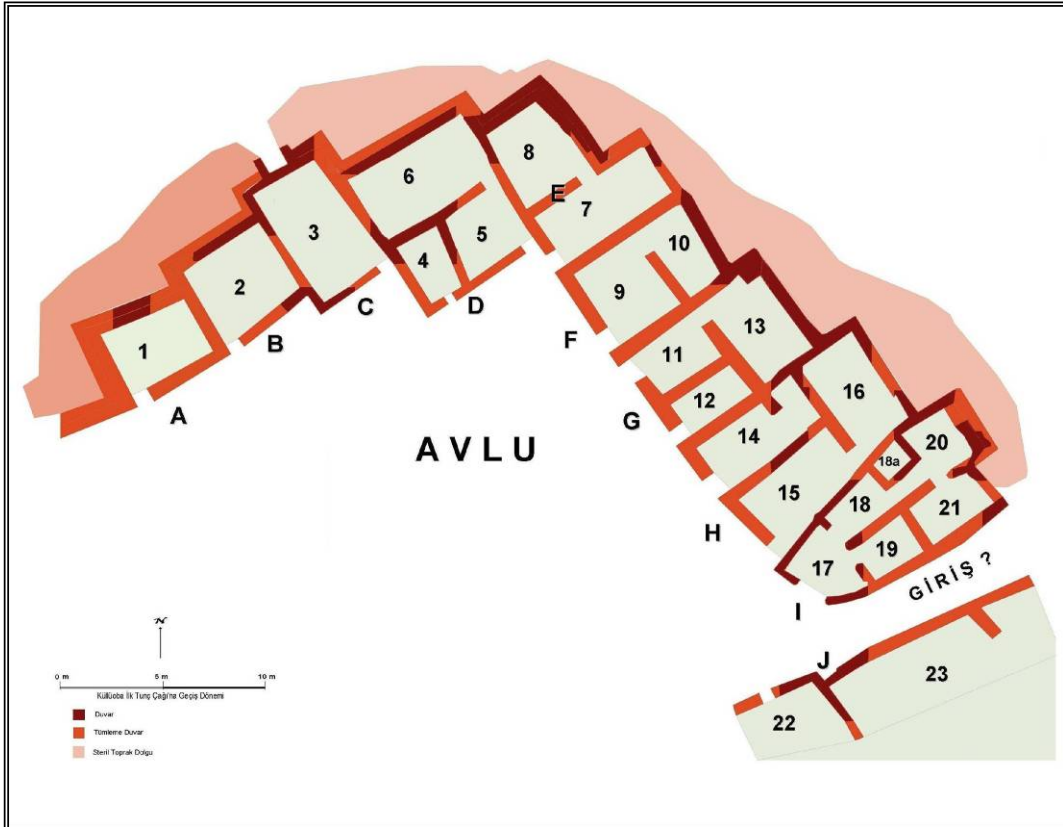 8
6
E
7
3
5
10
4
2
9
C
D
13
1
F
B
11
16
A
12
G
20
AVLU
14
18a
15
18
21
H
19
17
GİRİŞ ?
I
N
J
23
0 m
5 m
10 m
Küllüoba İlk Tunç Çağı'na Geçiş Dönemi
Duvar
22
Tümleme Duvar
Steril Toprak Dolgu